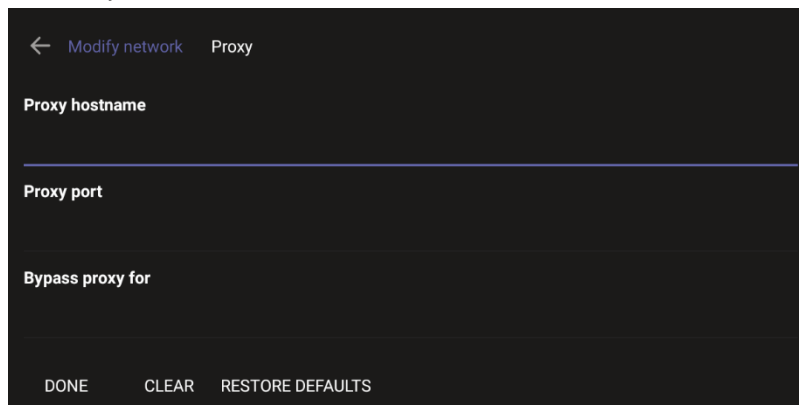 Modify network Proxy
Proxy hostname
Proxy port
Bypass proxy for
DONE CLEAR RESTORE DEFAULTS